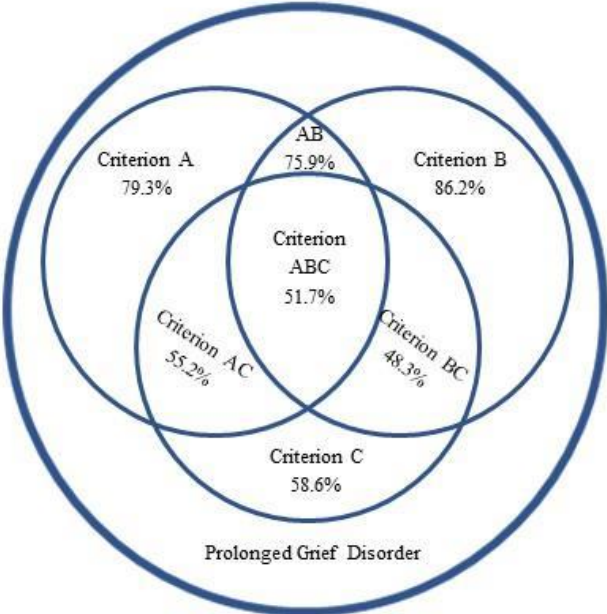 AB
75.9%
Criterion A
79.3%
Criterion B
86.2%
Criterion
ABC
51.7%
Criterion AC
55.2%
Criterion BC
48.3%
Criterion C
58.6%
Prolonged Grief Disorder